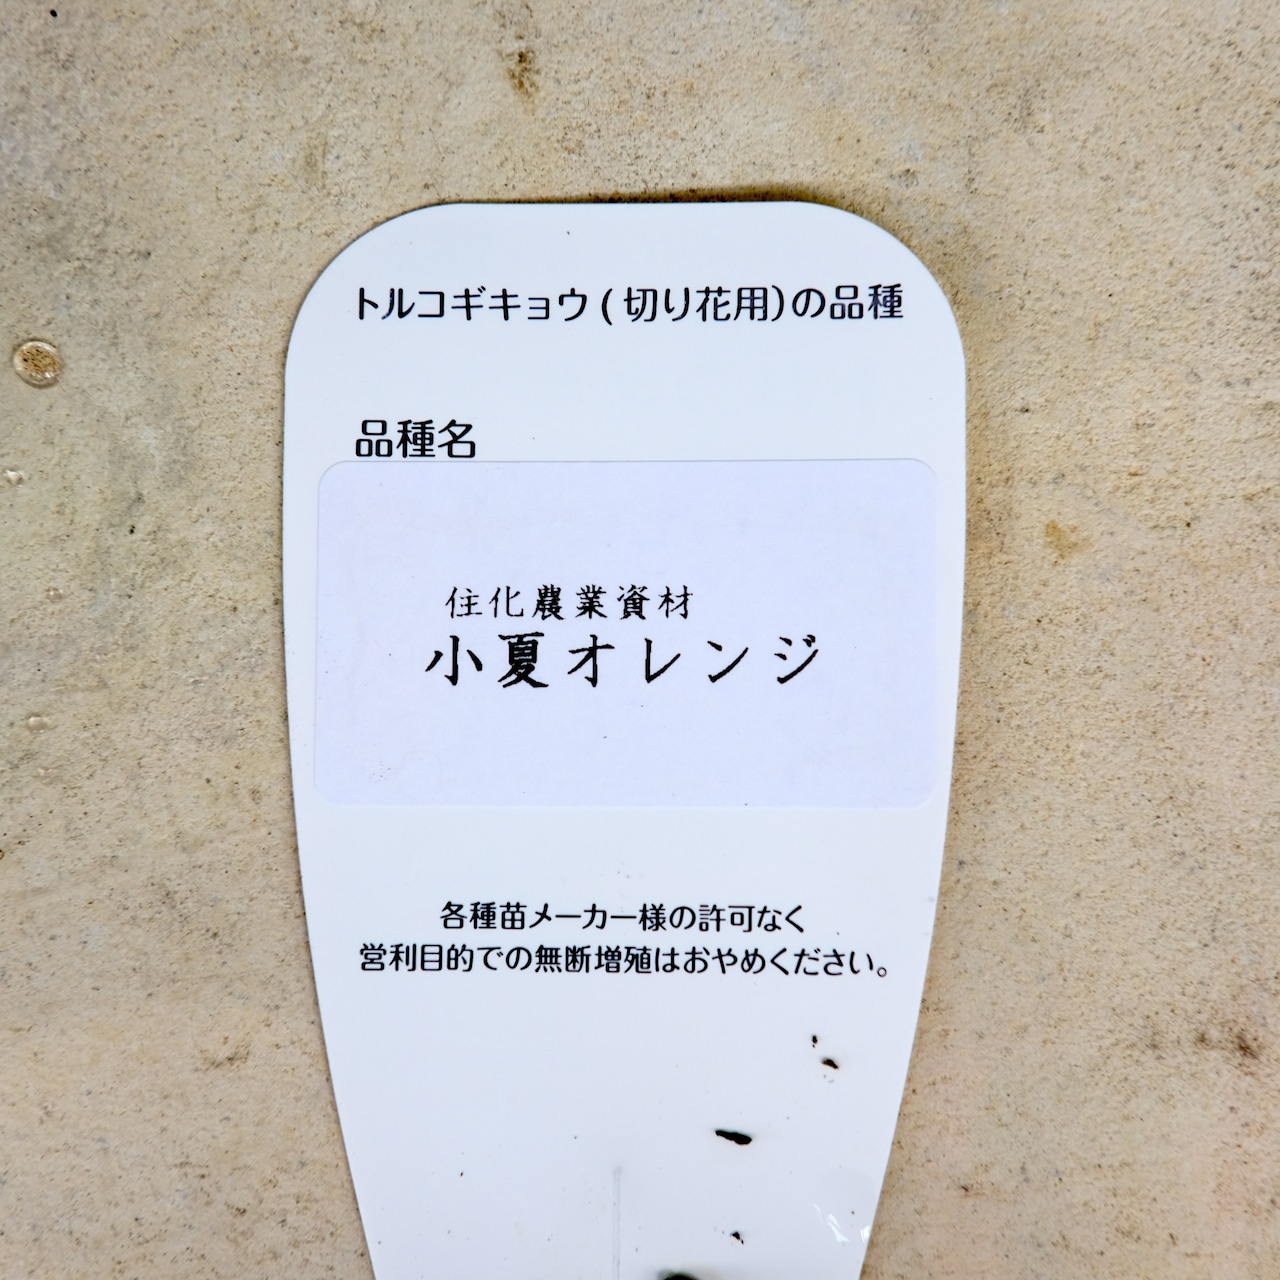 トルコギキョウ(切り花用)の品種
品種名
住化農業資材
小夏オレンジ
各種苗メーカー様の許可なく
営利目的での無断増殖はおやめください。